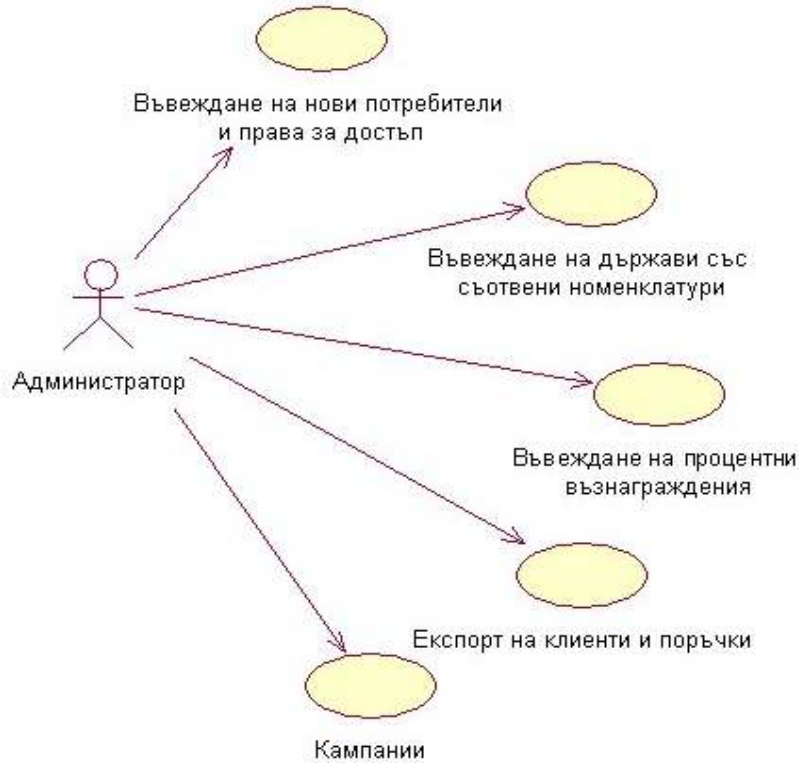 Въвеждане на нови потребители
и права за достъп
Въвеждане на държави със
съотвени номенклатури
Администратор
Въвеждане на процентни
възнаграждения
Експорт на клиенти и поръчки
Кампании